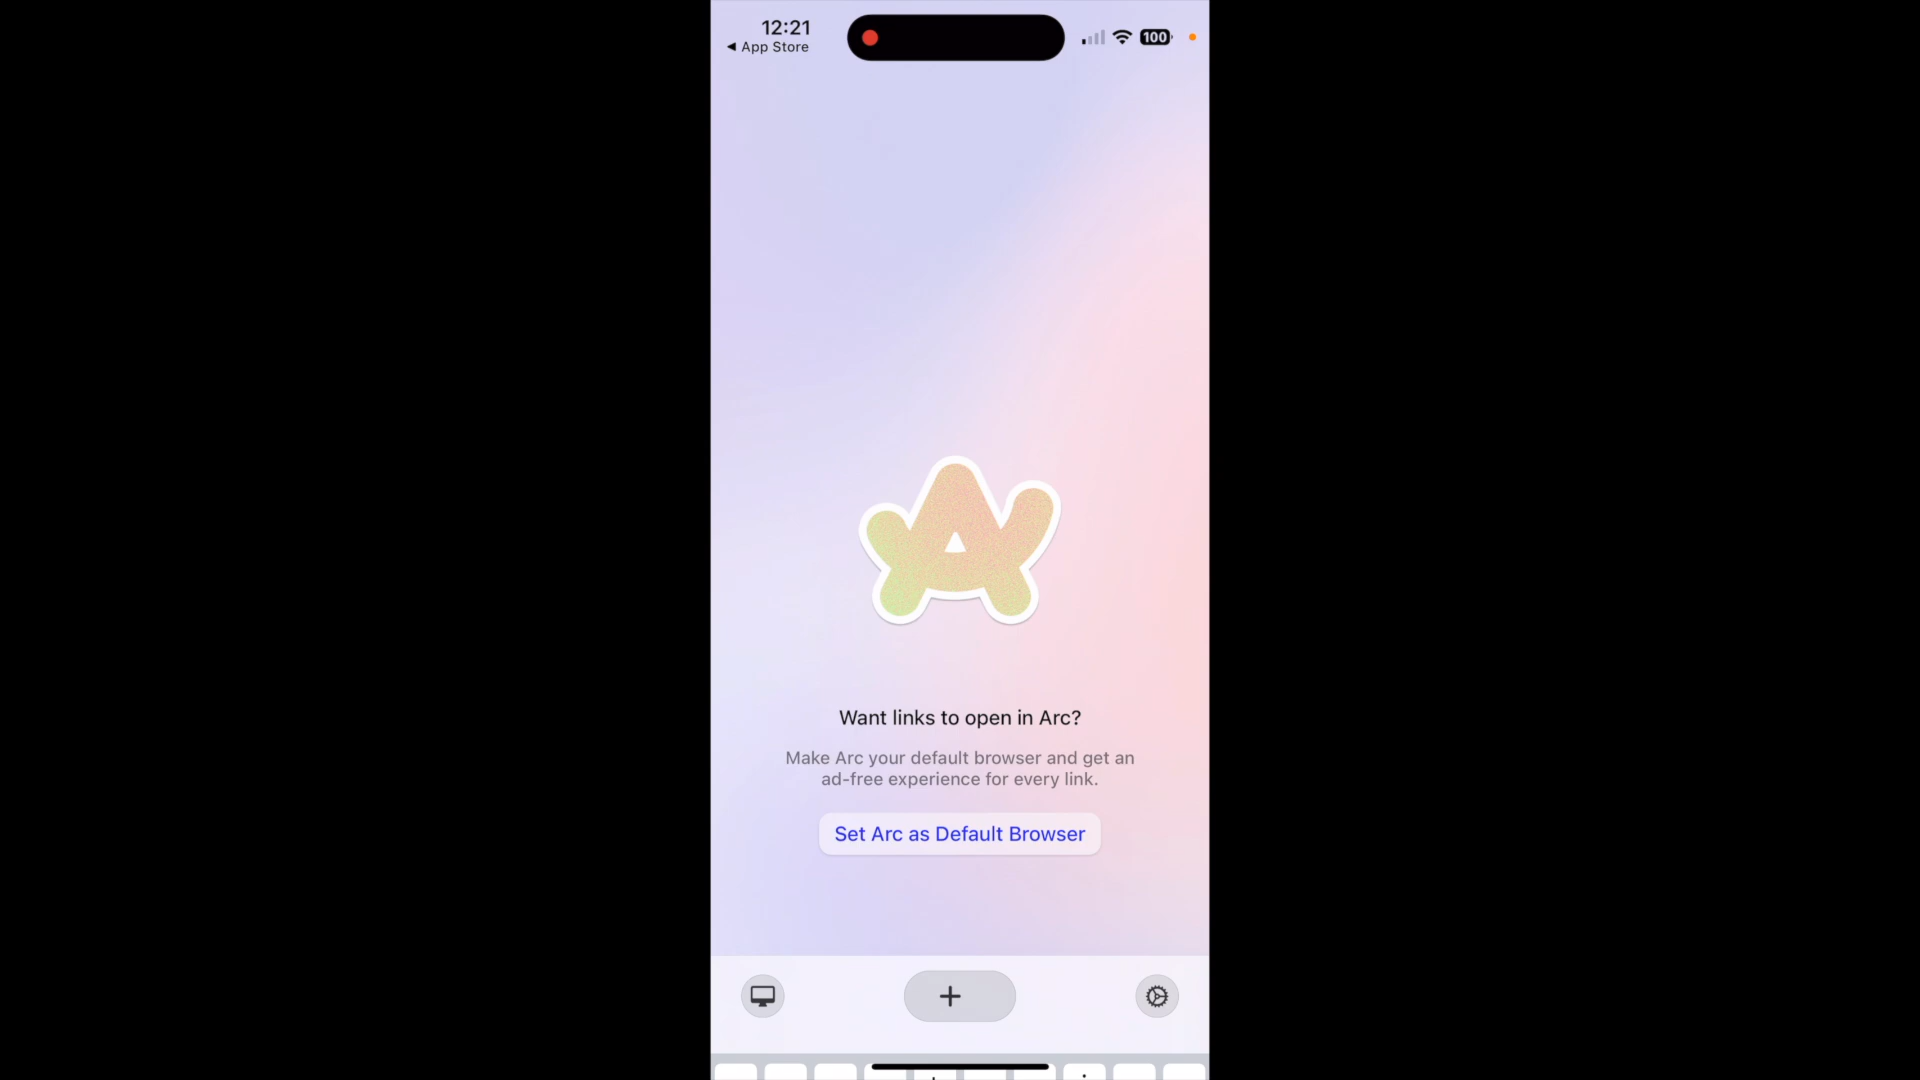 12:21
◀ App Store
100
Want links to open in Arc?
Make Arc your default browser and get an
ad-free experience for every link.
Set Arc as Default Browser